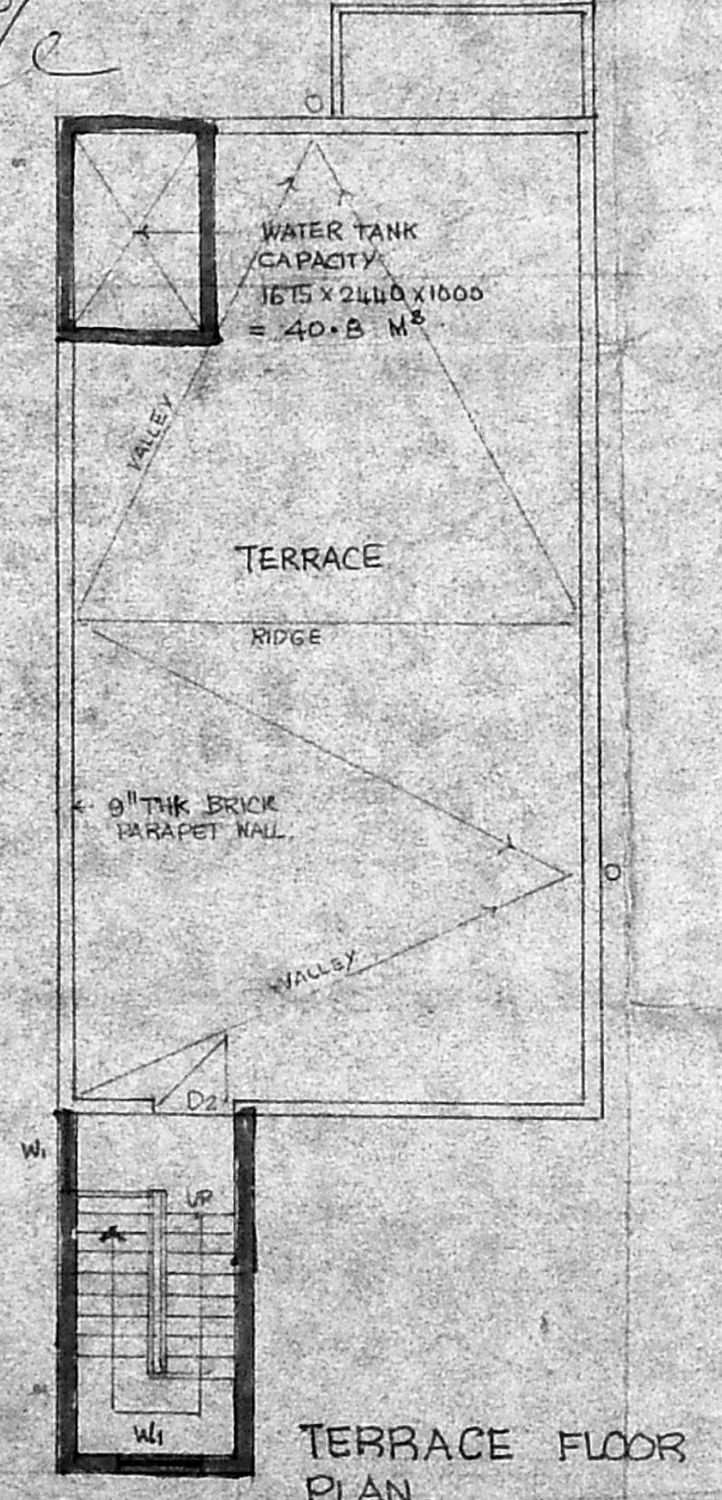 WATER TANK
CAPACITY
1675 x 2440 x 1000
= 40.8 M³
VALLEY
TERRACE
RIDGE
9" THK BRICK
PARAPET WALL.
VALLEY
D2
W1
UP
W1
TERRACE FLOOR
PLAN